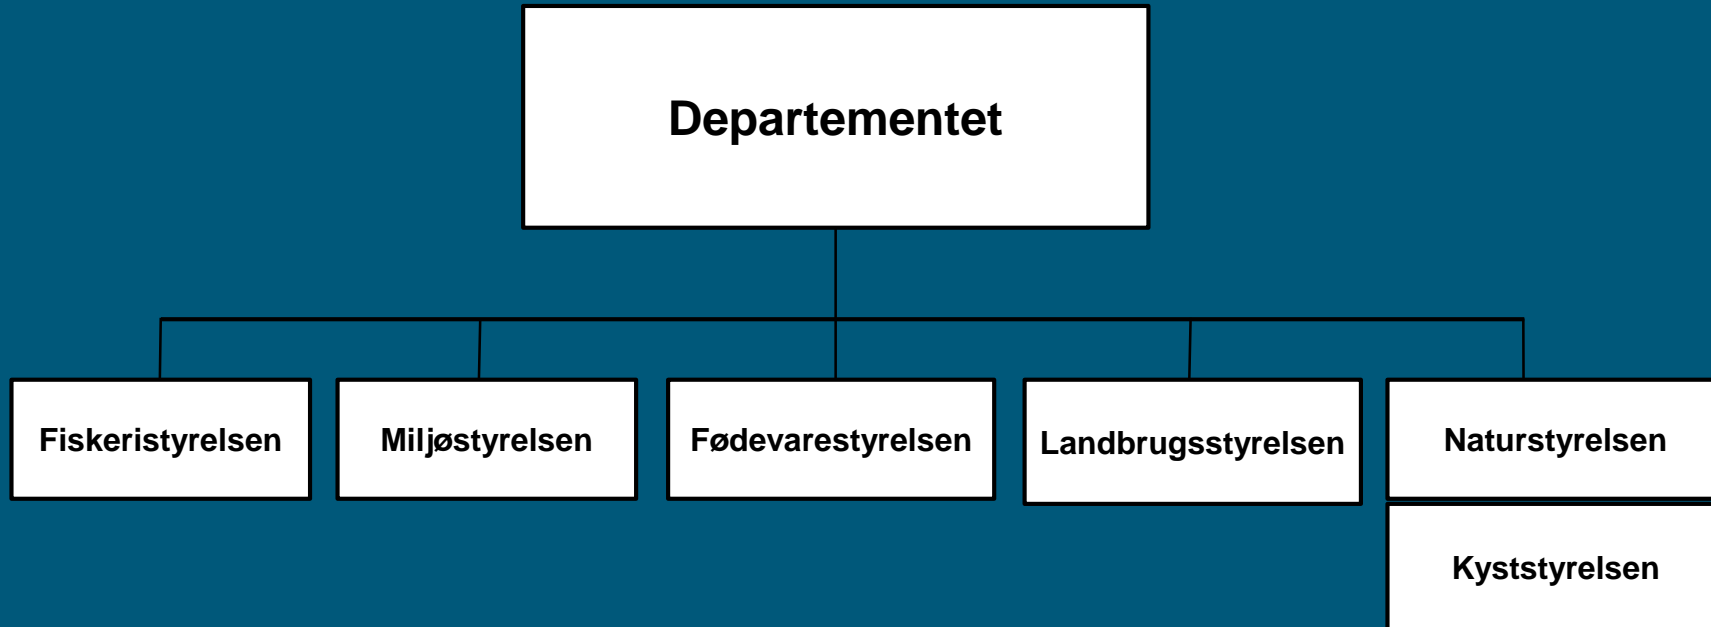 Departementet
Fiskeristyrelsen
Miljøstyrelsen
Fødevarestyrelsen
Landbrugsstyrelsen
Naturstyrelsen
Kyststyrelsen